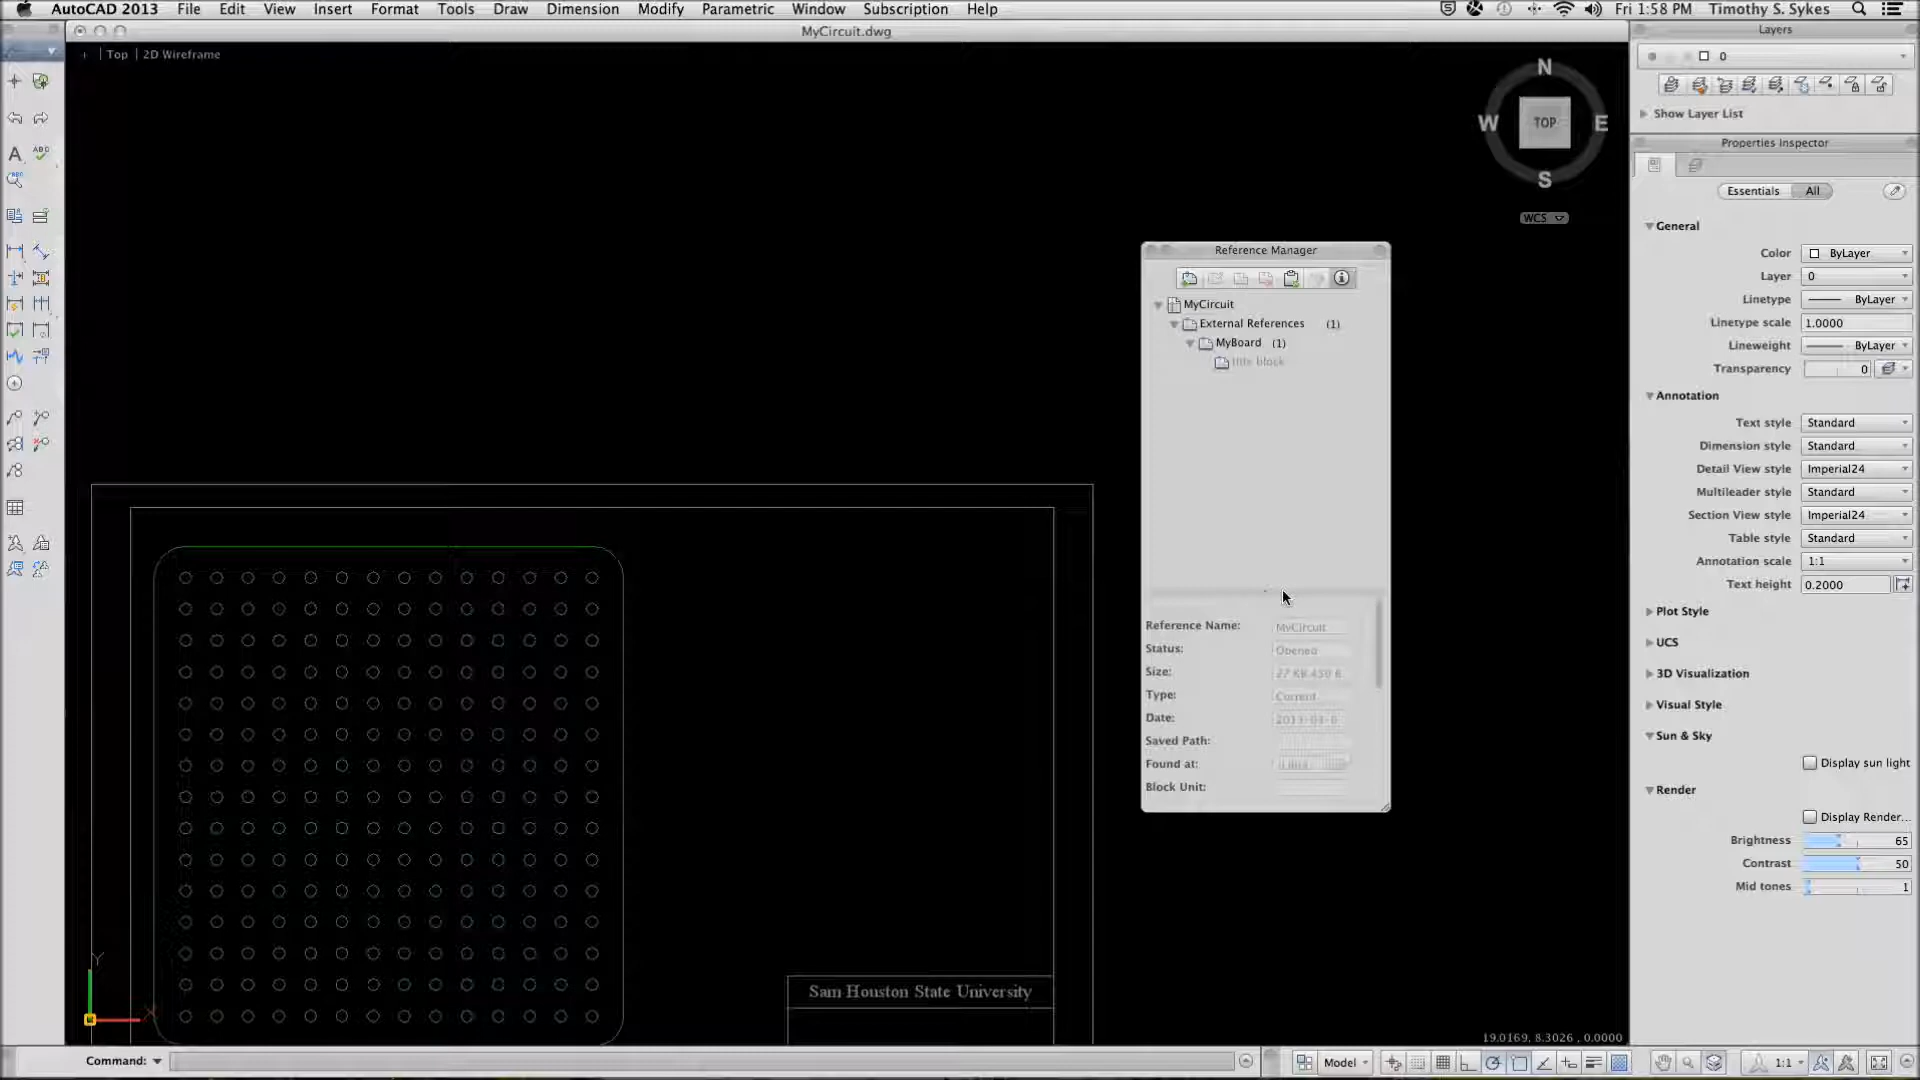 AutoCAD 2013 File Edit View Insert Format Tools Draw Dimension Modify Parametric Window Subscription Help Fri 1:58 PM Timothy S. Sykes
MyCircuit.dwg
Top 2D Wireframe
N
W TOP E
S
WCS
Reference Manager
MyCircuit
External References (1)
MyBoard (1)
title block
Reference Name: MyCircuit
Status: Opened
Size: 27 KB
Type: Current
Date:
Saved Path:
Found at:
Block Unit:
Sam Houston State University
Y
X
19.0169, 8.3026 , 0.0000
Layers
0
Show Layer List
Properties Inspector
Essentials All
General
Color ByLayer
Layer 0
Linetype ByLayer
Linetype scale 1.0000
Lineweight ByLayer
Transparency 0
Annotation
Text style Standard
Dimension style Standard
Detail View style Imperial24
Multileader style Standard
Section View style Imperial24
Table style Standard
Annotation scale 1:1
Text height 0.2000
Plot Style
UCS
3D Visualization
Visual Style
Sun & Sky
Display sun light
Render
Display Render...
Brightness 65
Contrast 50
Mid tones 1
Command:
Model 1:1